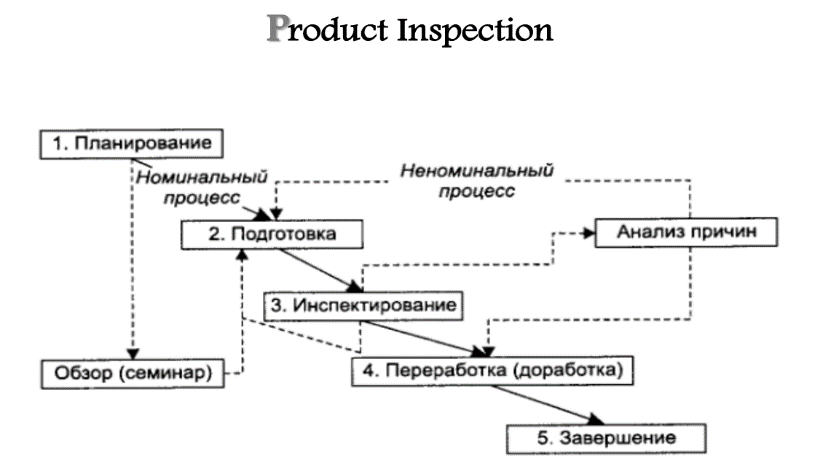 Product Inspection
1. Планирование
Номинальный
процесс
Неноминальный
процесс
2. Подготовка
Анализ причин
3. Инспектирование
Обзор (семинар)
4. Переработка (доработка)
5. Завершение